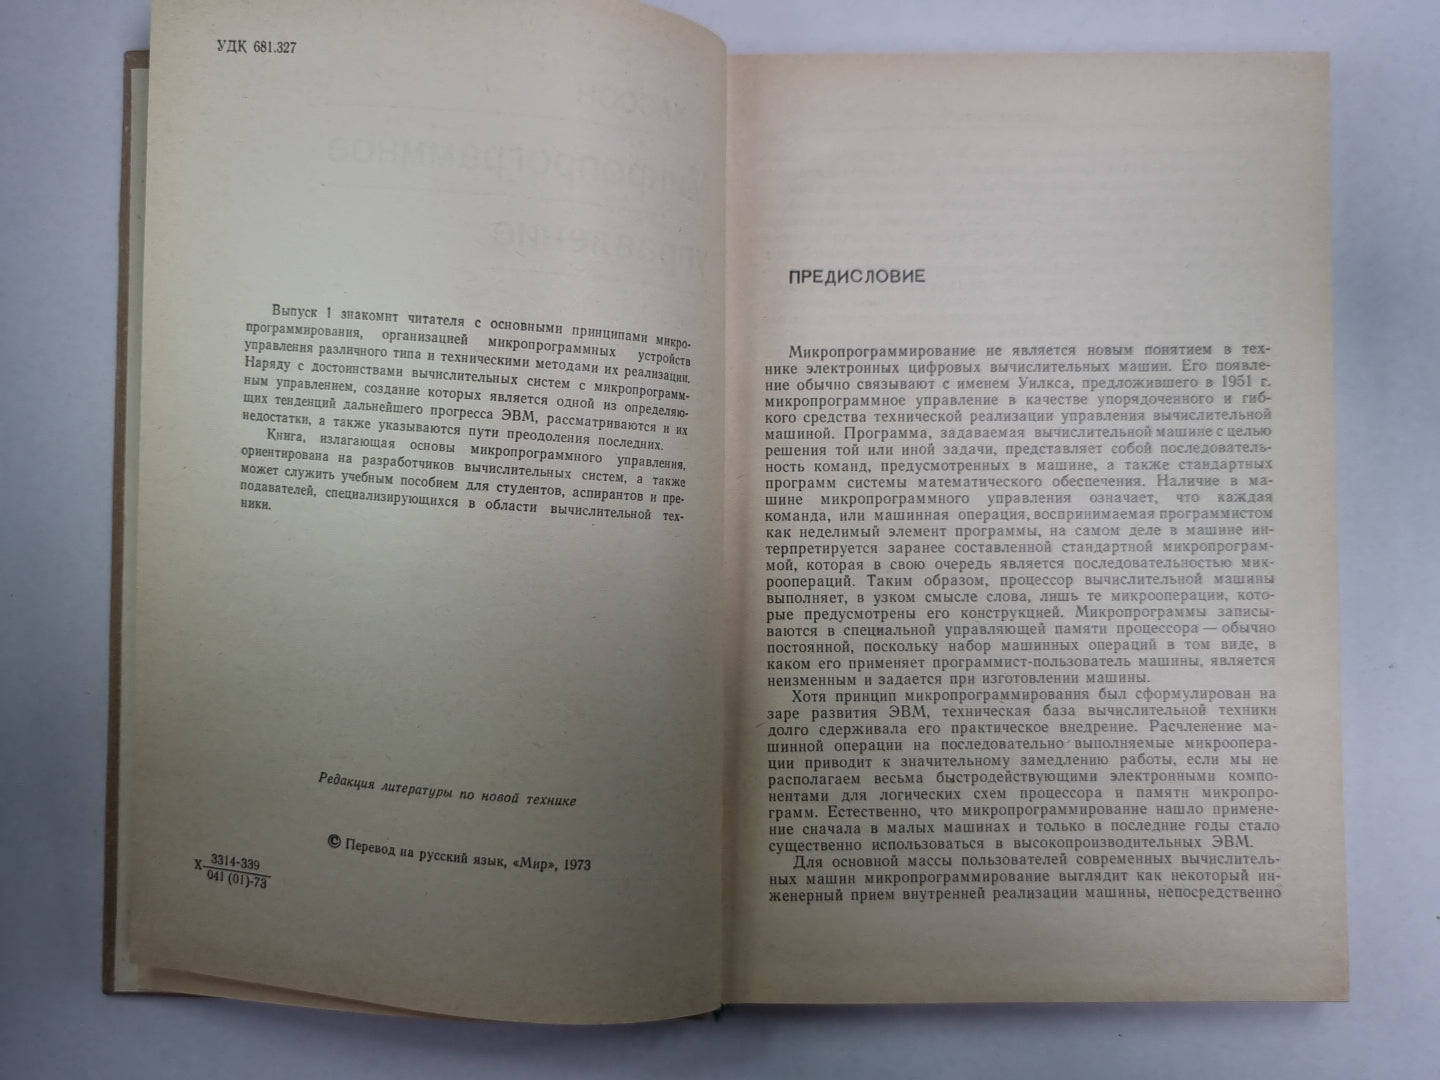 УДК 681.327
Выпуск 1 знакомит читателя с основными принципами микро-
программирования, организацией микропрограммных устройств
управления различного типа и техническими методами их реализации.
Наряду с достоинствами вычислительных систем с микропрограмм-
ным управлением, создание которых является одной из определяю-
щих тенденций дальнейшего прогресса ЭВМ, рассматриваются и их
недостатки, а также указываются пути преодоления последних.
Книга, излагающая основы микропрограммного управления,
ориентирована на разработчиков вычислительных систем, а также
может служить учебным пособием для студентов, аспирантов и пре-
подавателей, специализирующихся в области вычислительной тех-
ники.
Редакция литературы по новой технике
© Перевод на русский язык, «Мир», 1973
Х 3314-339
041 (01)-73
ПРЕДИСЛОВИЕ
Микропрограммирование не является новым понятием в тех-
нике электронных цифровых вычислительных машин. Его появле-
ние обычно связывают с именем Уилкса, предложившего в 1951 г.
микропрограммное управление в качестве упорядоченного и гиб-
кого средства технической реализации управления вычислительной
машиной. Программа, задаваемая вычислительной машине с целью
решения той или иной задачи, представляет собой последователь-
ность команд, предусмотренных в машине, а также стандартных
программ системы математического обеспечения. Наличие в ма-
шине микропрограммного управления означает, что каждая
команда, или машинная операция, воспринимаемая программистом
как неделимый элемент программы, на самом деле в машине ин-
терпретируется заранее составленной стандартной микропрограм-
мой, которая в свою очередь является последовательностью мик-
роопераций. Таким образом, процессор вычислительной машины
выполняет, в узком смысле слова, лишь те микрооперации, кото-
рые предусмотрены его конструкцией. Микропрограммы записы-
ваются в специальной управляющей памяти процессора — обычно
постоянной, поскольку набор машинных операций в том виде, в
каком его применяет программист-пользователь машины, является
неизменным и задается при изготовлении машины.
Хотя принцип микропрограммирования был сформулирован на
заре развития ЭВМ, техническая база вычислительной техники
долго сдерживала его практическое внедрение. Расчленение ма-
шинной операции на последовательно выполняемые микроопера-
ции приводит к значительному замедлению работы, если мы не
располагаем весьма быстродействующими электронными компо-
нентами для логических схем процессора и памяти микропро-
грамм. Естественно, что микропрограммирование нашло примене-
ние сначала в малых машинах и только в последние годы стало
существенно использоваться в высокопроизводительных ЭВМ.
Для основной массы пользователей современных вычислитель-
ных машин микропрограммирование выглядит как некоторый ин-
женерный прием внутренней реализации машины, непосредственно